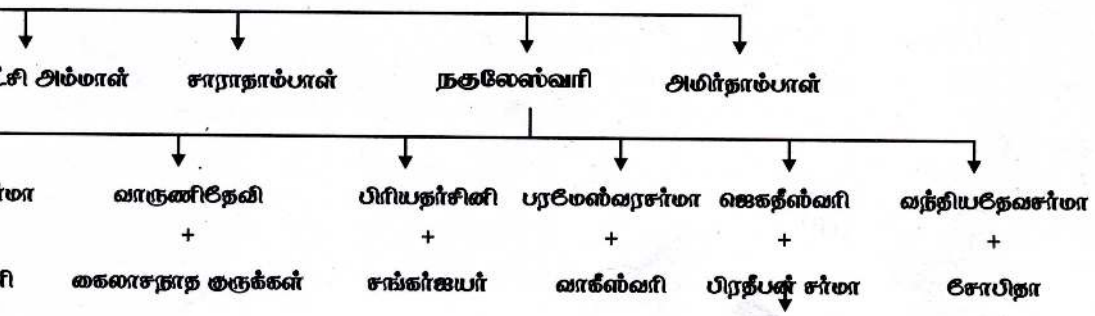 ட்சி அம்மாள் சாராதாம்பாள் நகுலேஸ்வரி அமிர்தாம்பாள்
ர்மா வாருணிதேவி பிரியதர்சினி பரமேஸ்வரசர்மா ஜெகதீஸ்வரி வந்தியதேவசர்மா
+ + + + +
ரி கைலாசநாத குருக்கள் சங்கர்ஐயர் வாகீஸ்வரி பிரதீபன் சர்மா சோபிதா